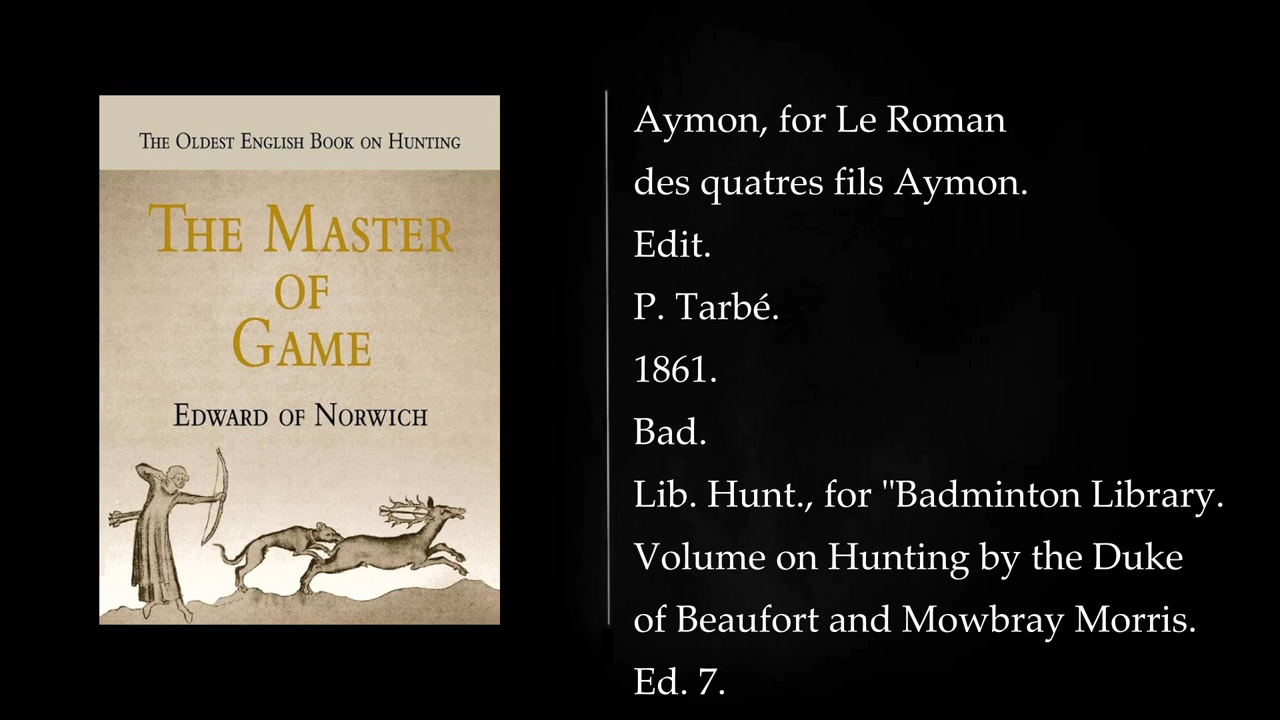 THE OLDEST ENGLISH BOOK ON HUNTING
THE MASTER
OF
GAME
EDWARD OF NORWICH
Aymon, for Le Roman
des quatres fils Aymon.
Edit.
P. Tarbé.
1861.
Bad.
Lib. Hunt., for "Badminton Library.
Volume on Hunting by the Duke
of Beaufort and Mowbray Morris.
Ed. 7.